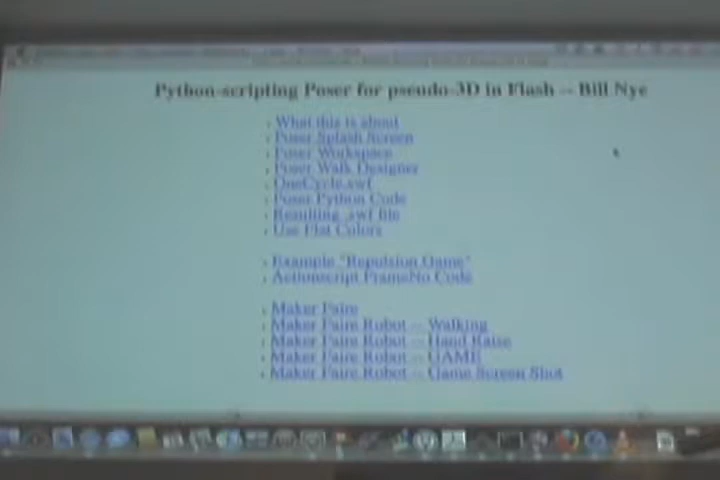 Python-scripting Poser for pseudo-3D in Flash -- Bill Nye
What this is about
Poser Splash Screen
Poser Workspace
Poser Walk Designer
OneCycle.swf
Poser Python Code
Resulting .swf file
Use Flat Colors
Example "Repulsion Game"
Actionscript FrameNo Code
Maker Faire
Maker Faire Robot -- Walking
Maker Faire Robot -- Hand Raise
Maker Faire Robot -- GAME
Maker Faire Robot -- Game Screen Shot